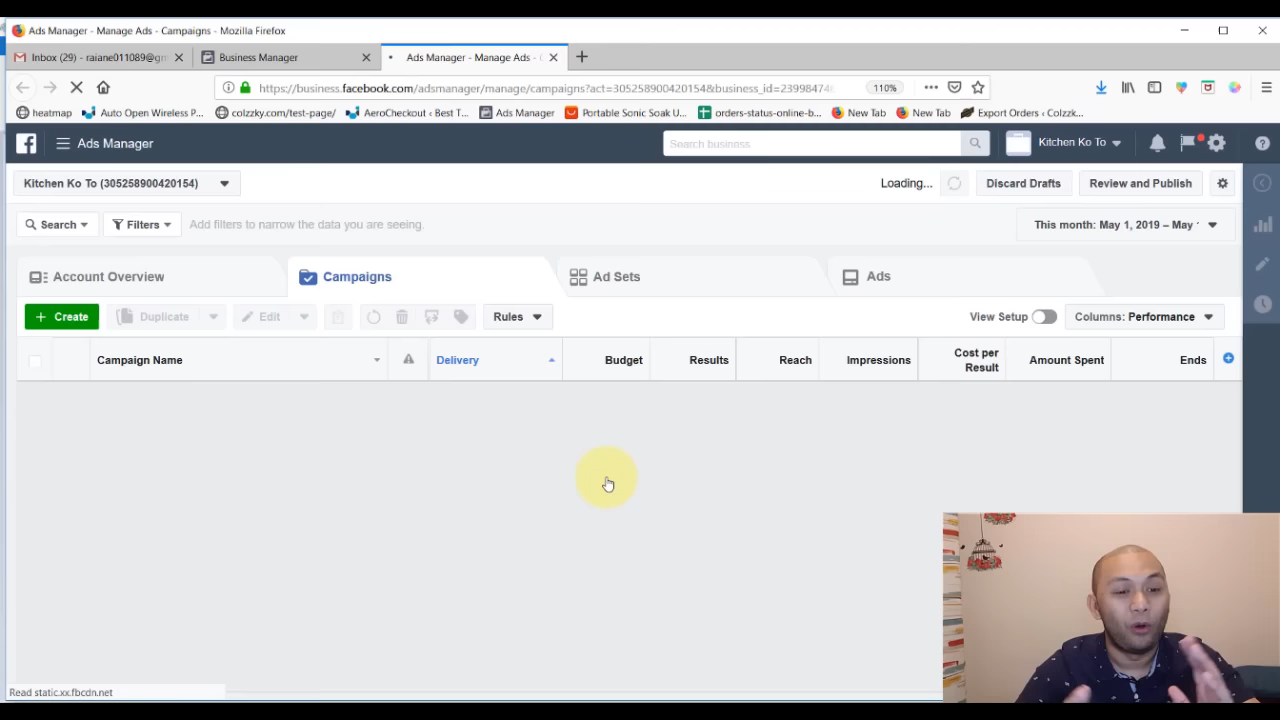 Ads Manager - Manage Ads - Campaigns - Mozilla Firefox
Inbox (29) - raiane011089@gm
Business Manager
Ads Manager - Manage Ads -
https://business.facebook.com/adsmanager/manage/campaigns?act=305258900420154&business_id=23998474
110%
heatmap
Auto Open Wireless P...
colzzky.com/test-page/
AeroCheckout ‹ Best T...
Ads Manager
Portable Sonic Soak U...
orders-status-online-b...
New Tab
New Tab
Export Orders ‹ Colzzk...
Ads Manager
Search business
Kitchen Ko To
Kitchen Ko To (305258900420154)
Loading...
Discard Drafts
Review and Publish
Search
Filters
Add filters to narrow the data you are seeing.
This month: May 1, 2019 – May
Account Overview
Campaigns
Ad Sets
Ads
+ Create
Duplicate
Edit
Rules
View Setup
Columns: Performance
Campaign Name
Delivery
Budget
Results
Reach
Impressions
Cost per
Result
Amount Spent
Ends
Read static.xx.fbcdn.net